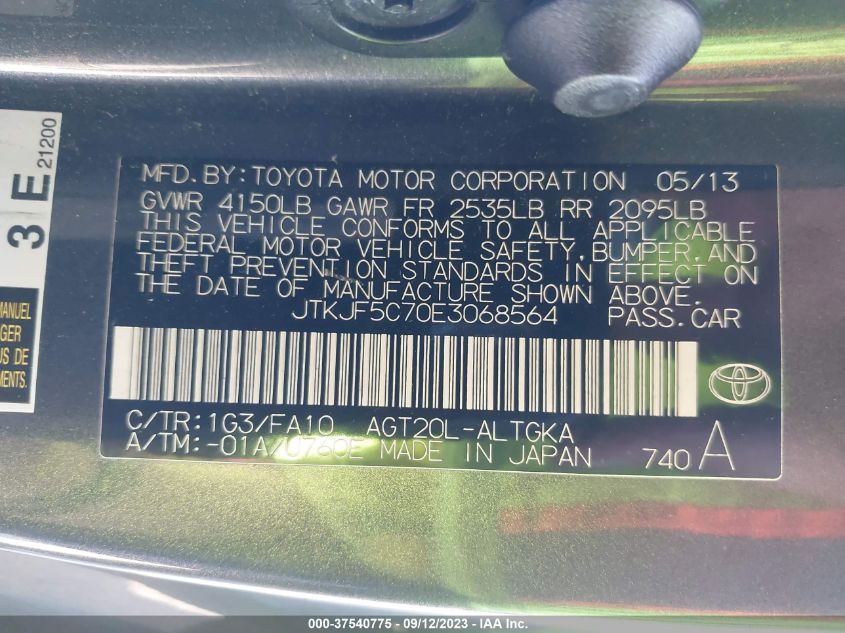 MFD. BY: TOYOTA MOTOR CORPORATION 05/13
GVWR 4150LB GAWR FR 2535LB RR 2095LB
THIS VEHICLE CONFORMS TO ALL APPLICABLE
FEDERAL MOTOR VEHICLE SAFETY, BUMPER, AND
THEFT PREVENTION STANDARDS IN EFFECT ON
THE DATE OF MANUFACTURE SHOWN ABOVE.
JTKJF5C70E3068564 PASS. CAR
C/TR: 1G3/FA10 AGT20L-ALTGKA
A/TM: -01A/U760E MADE IN JAPAN 740 A
3 E
21200
MANUEL
GER
US DE
MENTS.
000-37540775 - 09/12/2023 - IAA Inc.